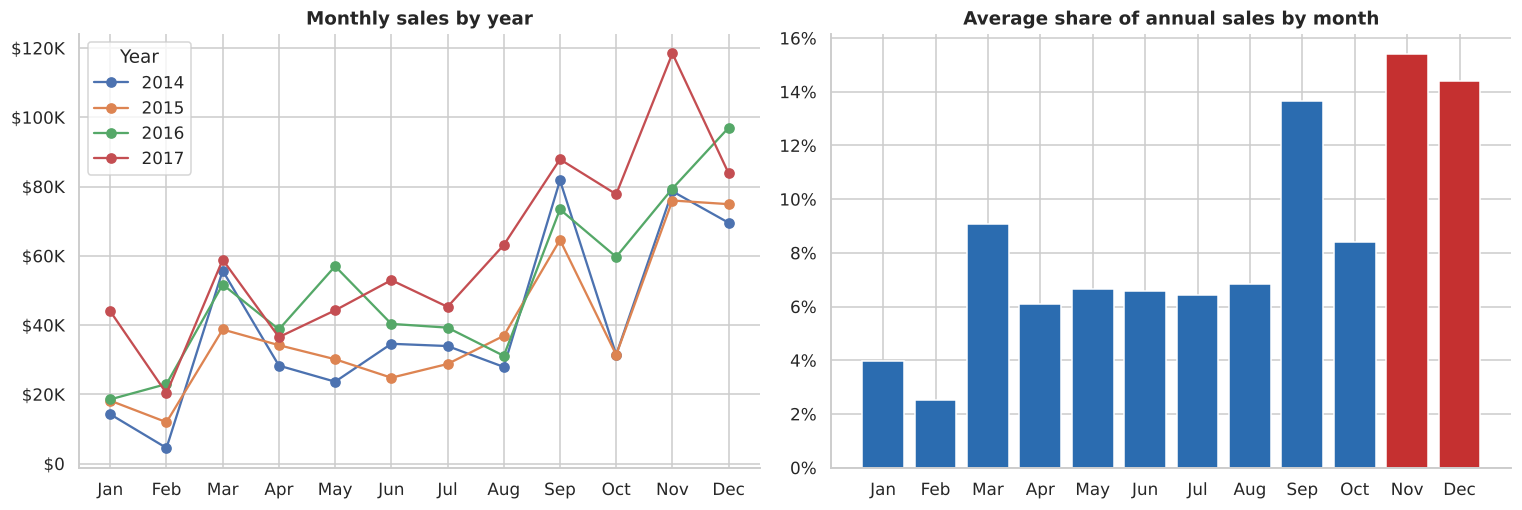 Monthly sales by year
$120K
$100K
$80K
$60K
$40K
$20K
$0
Year
2014
2015
2016
2017
Jan Feb Mar Apr May Jun Jul Aug Sep Oct Nov Dec
Average share of annual sales by month
16%
14%
12%
10%
8%
6%
4%
2%
0%
Jan Feb Mar Apr May Jun Jul Aug Sep Oct Nov Dec